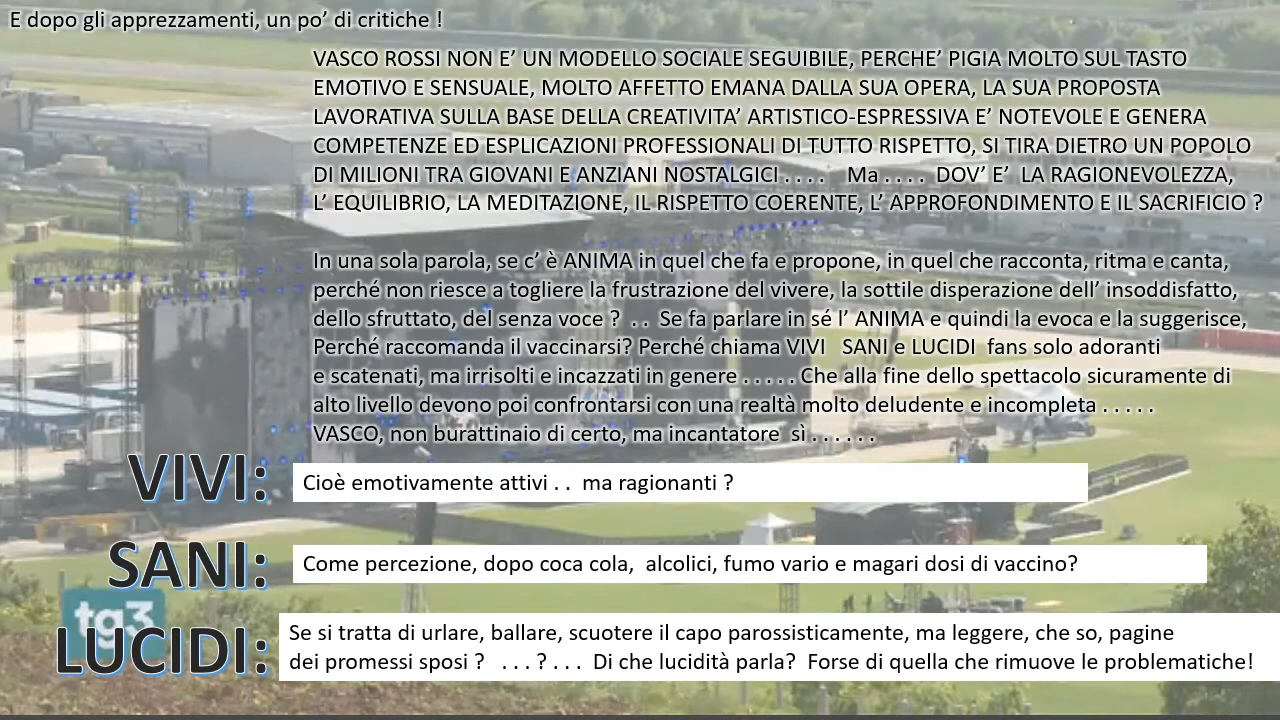 E dopo gli apprezzamenti, un po’ di critiche !
VASCO ROSSI NON E’ UN MODELLO SOCIALE SEGUIBILE, PERCHE’ PIGIA MOLTO SUL TASTO
EMOTIVO E SENSUALE, MOLTO AFFETTO EMANA DALLA SUA OPERA, LA SUA PROPOSTA
LAVORATIVA SULLA BASE DELLA CREATIVITA’ ARTISTICO-ESPRESSIVA E’ NOTEVOLE E GENERA
COMPETENZE ED ESPLICAZIONI PROFESSIONALI DI TUTTO RISPETTO, SI TIRA DIETRO UN POPOLO
DI MILIONI TRA GIOVANI E ANZIANI NOSTALGICI . . . .    Ma . . . .  DOV’ E’  LA RAGIONEVOLEZZA,
L’ EQUILIBRIO, LA MEDITAZIONE, IL RISPETTO COERENTE, L’ APPROFONDIMENTO E IL SACRIFICIO ?
In una sola parola, se c’ è ANIMA in quel che fa e propone, in quel che racconta, ritma e canta,
perché non riesce a togliere la frustrazione del vivere, la sottile disperazione dell’ insoddisfatto,
dello sfruttato, del senza voce ?  . .  Se fa parlare in sé l’ ANIMA e quindi la evoca e la suggerisce,
Perché raccomanda il vaccinarsi? Perché chiama VIVI   SANI e LUCIDI  fans solo adoranti
e scatenati, ma irrisolti e incazzati in genere . . . . . Che alla fine dello spettacolo sicuramente di
alto livello devono poi confrontarsi con una realtà molto deludente e incompleta . . . . .
VASCO, non burattinaio di certo, ma incantatore  sì . . . . . .
VIVI: Cioè emotivamente attivi . .  ma ragionanti ?
SANI: Come percezione, dopo coca cola,  alcolici, fumo vario e magari dosi di vaccino?
tg3
LUCIDI: Se si tratta di urlare, ballare, scuotere il capo parossisticamente, ma leggere, che so, pagine
dei promessi sposi ?   . . . ? . . .  Di che lucidità parla?  Forse di quella che rimuove le problematiche!